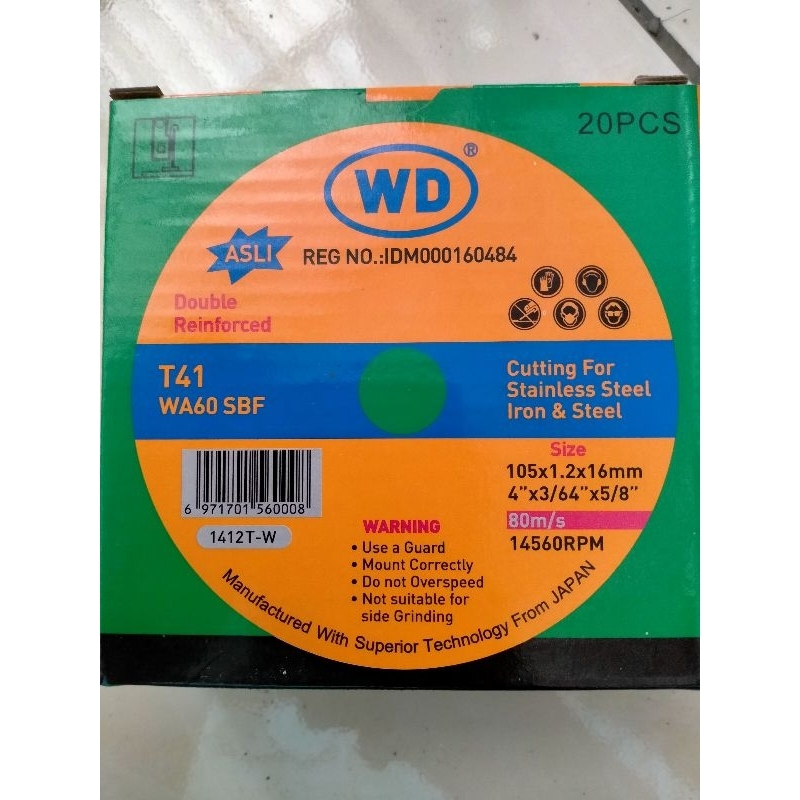 20PCS
WD®
ASLI
REG NO.:IDM000160484
Double
Reinforced
T41
WA60 SBF
Cutting For
Stainless Steel
Iron & Steel
Size
105x1.2x16mm
4”x3/64”x5/8”
80m/s
14560RPM
6 971701 560008
1412T-W
WARNING
• Use a Guard
• Mount Correctly
• Do not Overspeed
• Not suitable for
side Grinding
Manufactured With Superior Technology From JAPAN